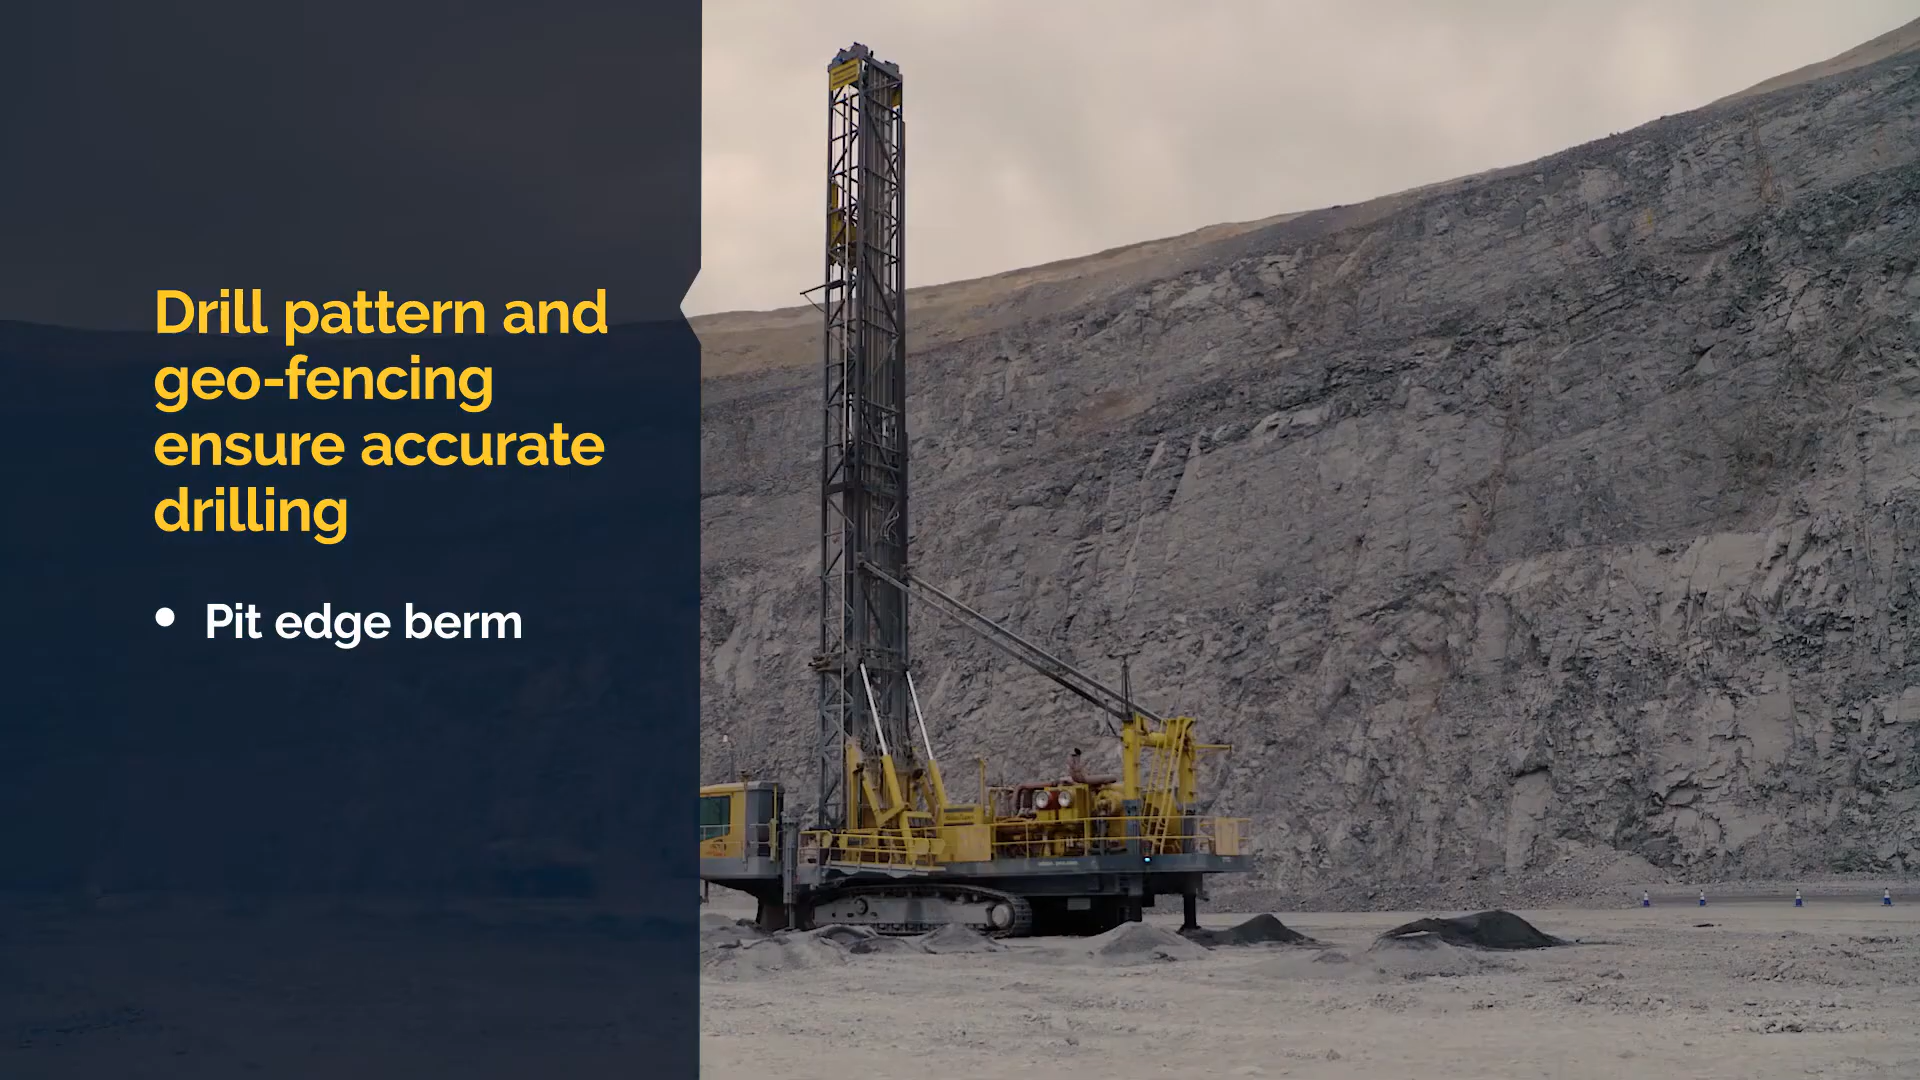 Drill pattern and
geo-fencing
ensure accurate
drilling
• Pit edge berm